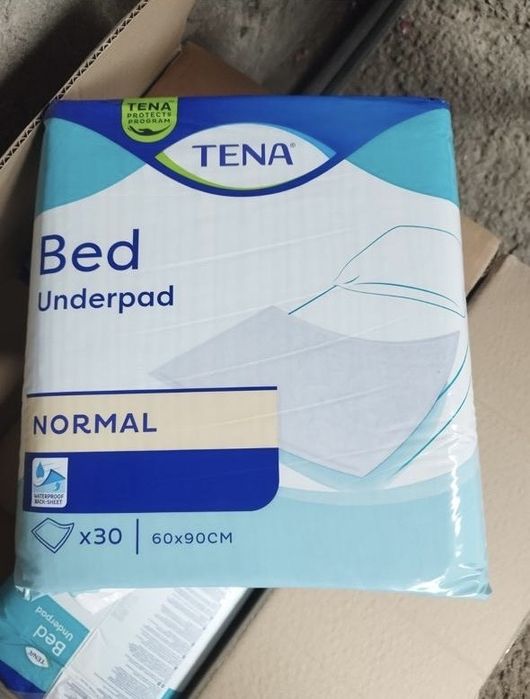 TENA
PROTECTS
PROGRAM
TENA®
Bed
Underpad
NORMAL
WATERPROOF
BACK-SHEET
x30 | 60x90CM
Bed
Underpad
TENA